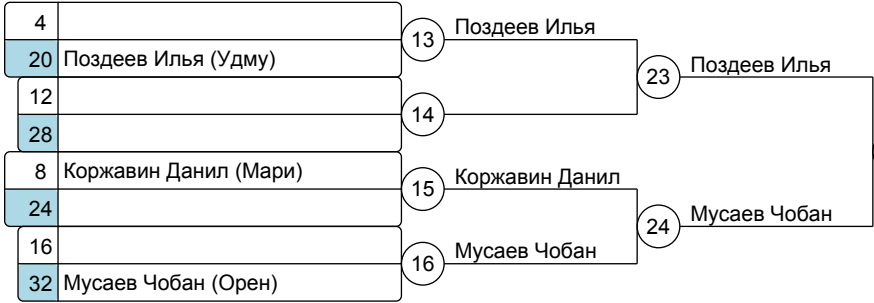 4
20 Поздеев Илья (Удму)
13 Поздеев Илья
23 Поздеев Илья
12
28
14
8 Коржавин Данил (Мари)
24
15 Коржавин Данил
24 Мусаев Чобан
16
32 Мусаев Чобан (Орен)
16 Мусаев Чобан